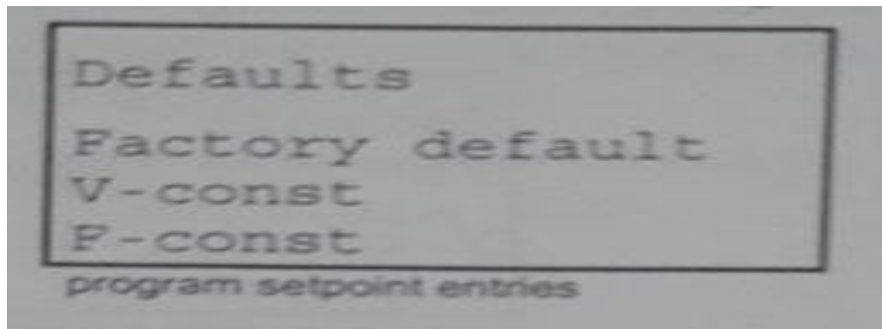 Defaults
Factory default
V-const
F-const
program setpoint entries